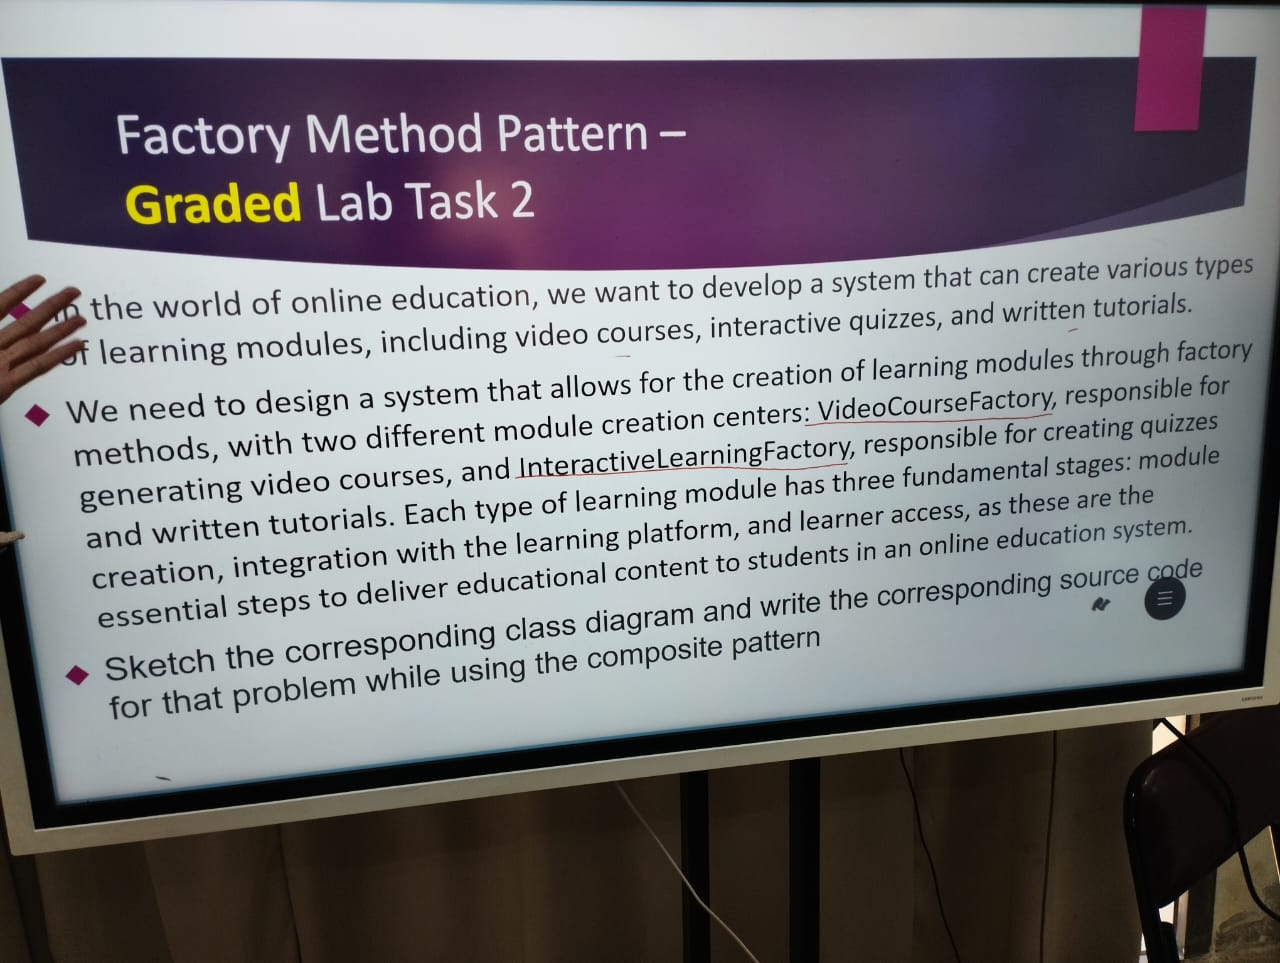 Factory Method Pattern –
Graded Lab Task 2
the world of online education, we want to develop a system that can create various types
of learning modules, including video courses, interactive quizzes, and written tutorials.
We need to design a system that allows for the creation of learning modules through factory
methods, with two different module creation centers: VideoCourseFactory, responsible for
generating video courses, and InteractiveLearningFactory, responsible for creating quizzes
and written tutorials. Each type of learning module has three fundamental stages: module
creation, integration with the learning platform, and learner access, as these are the
essential steps to deliver educational content to students in an online education system.
Sketch the corresponding class diagram and write the corresponding source code
for that problem while using the composite pattern
SAMSUNG